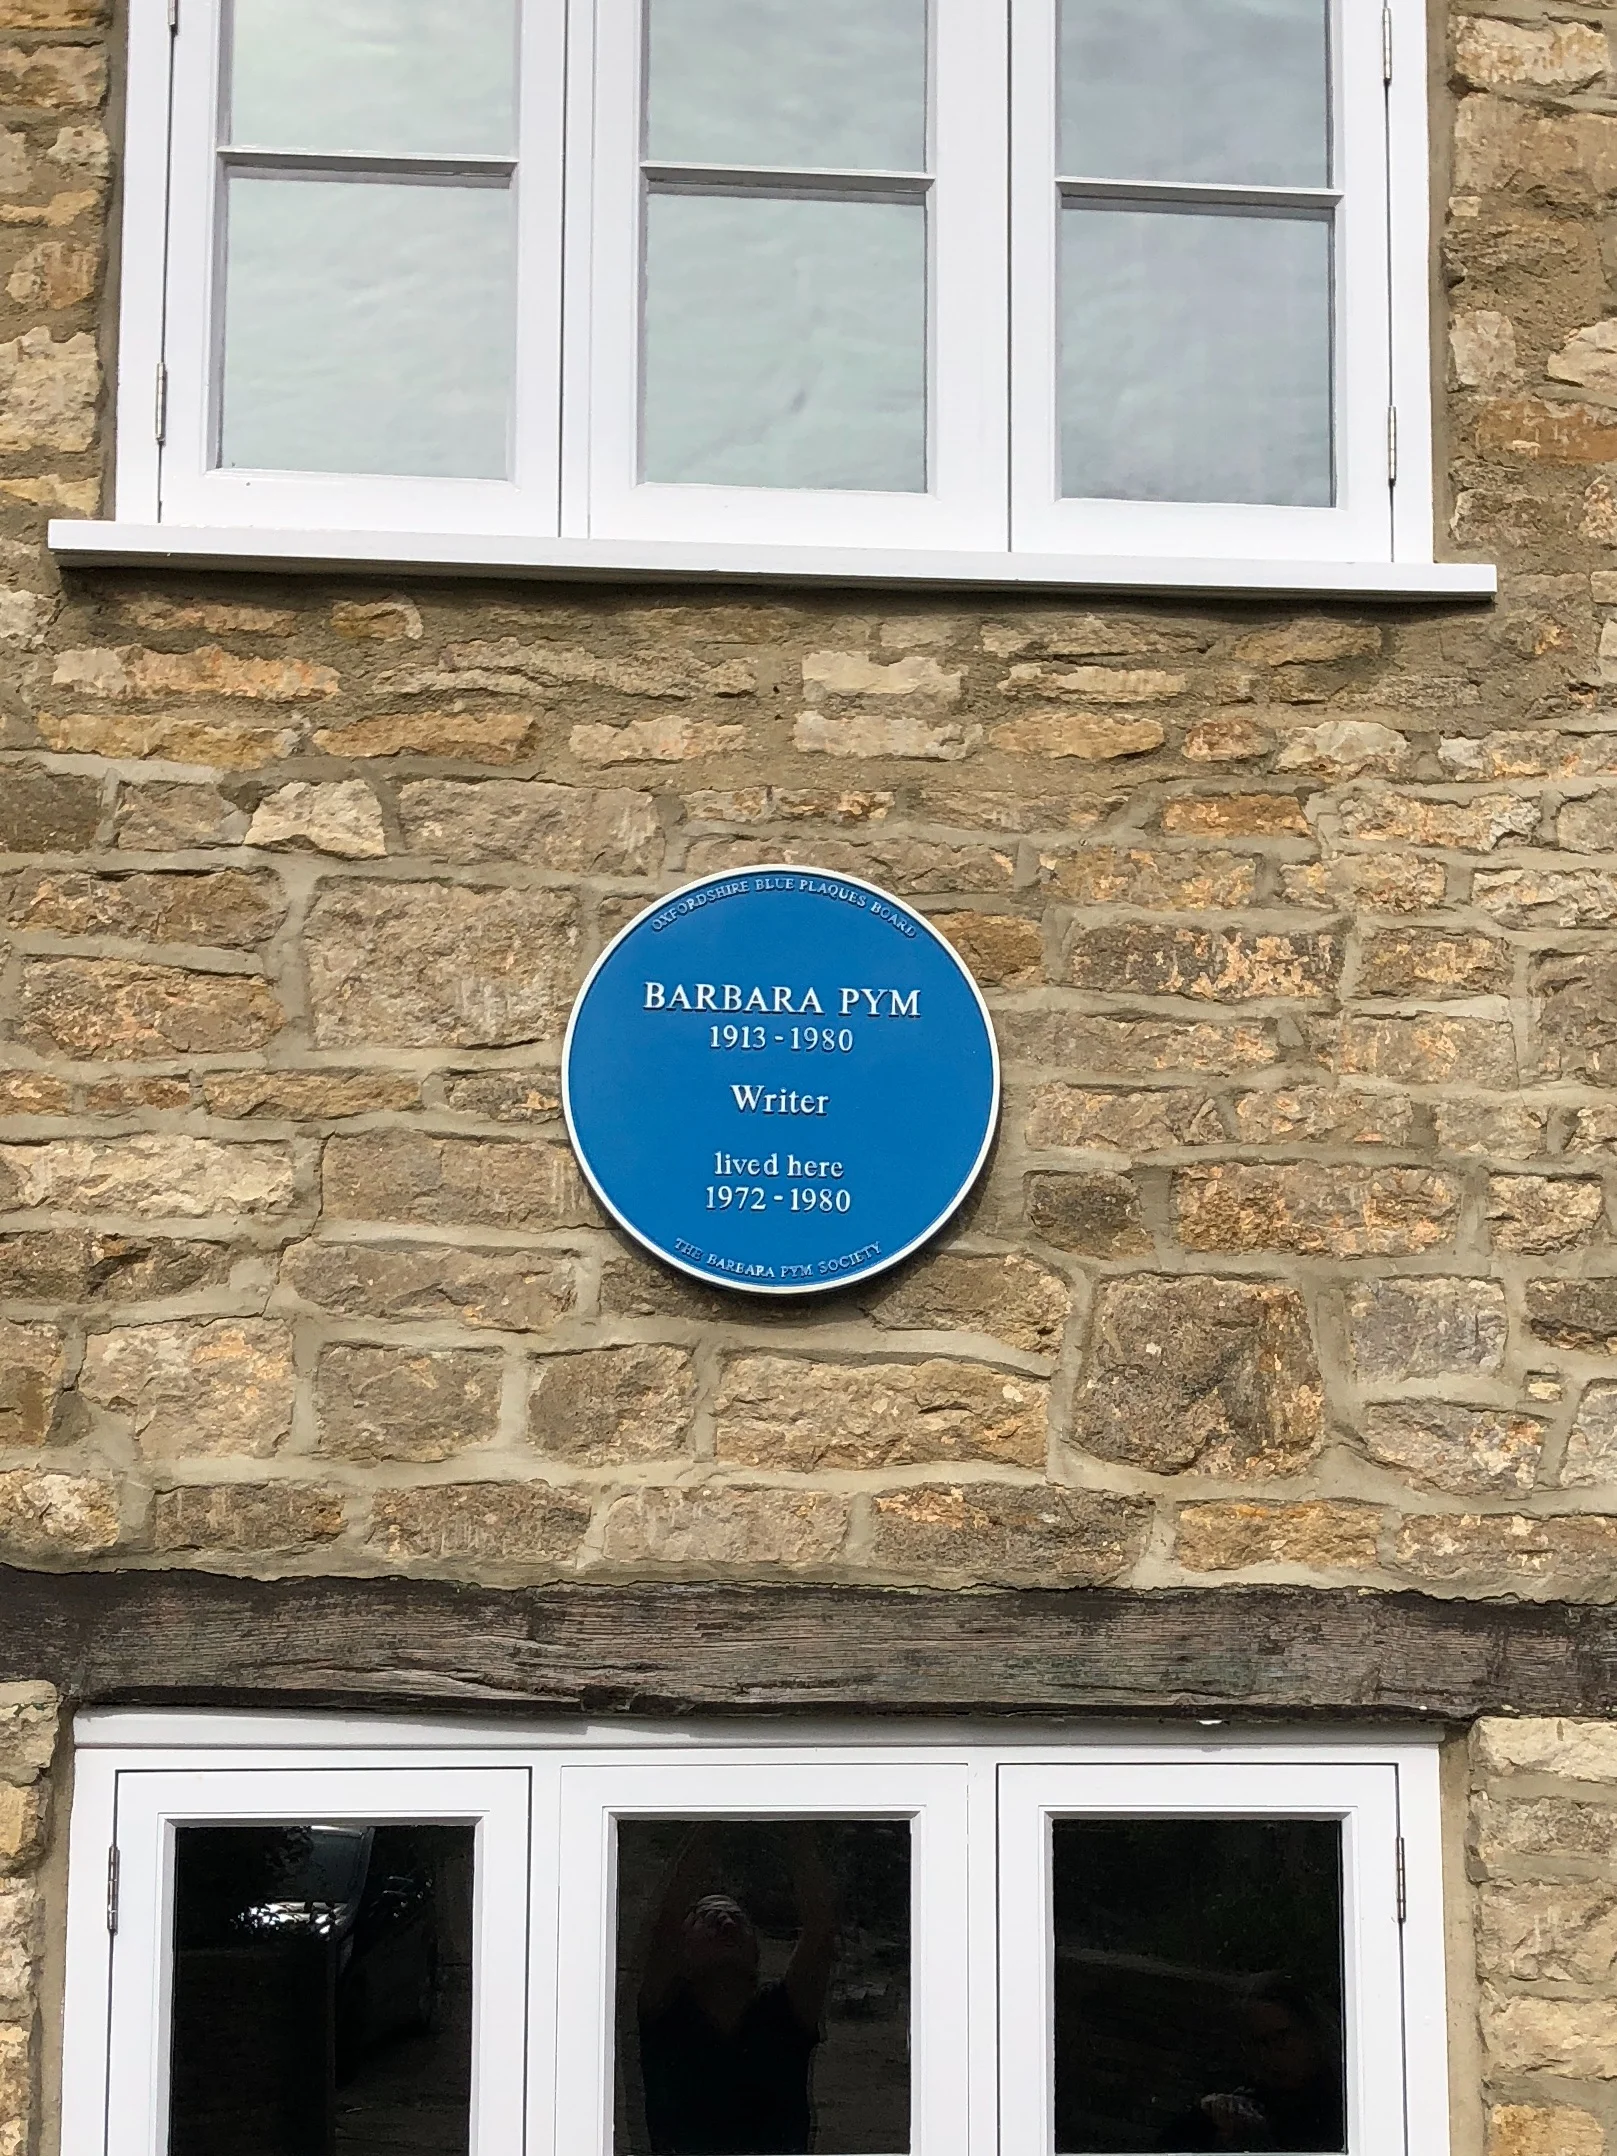 OXFORDSHIRE BLUE PLAQUES BOARD
BARBARA PYM
1913 - 1980
Writer
lived here
1972 - 1980
THE BARBARA PYM SOCIETY